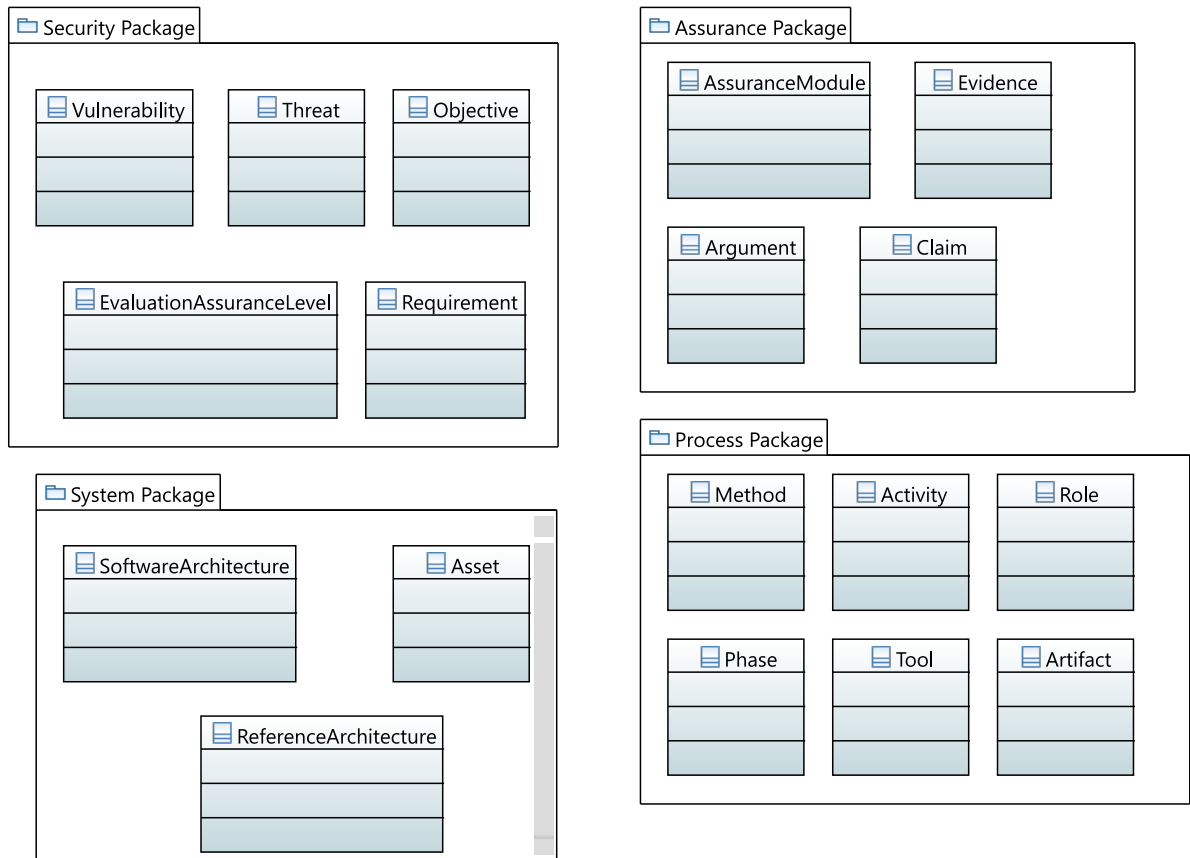 Security Package
Vulnerability
Threat
Objective
EvaluationAssuranceLevel
Requirement
Assurance Package
AssuranceModule
Evidence
Argument
Claim
System Package
SoftwareArchitecture
Asset
ReferenceArchitecture
Process Package
Method
Activity
Role
Phase
Tool
Artifact